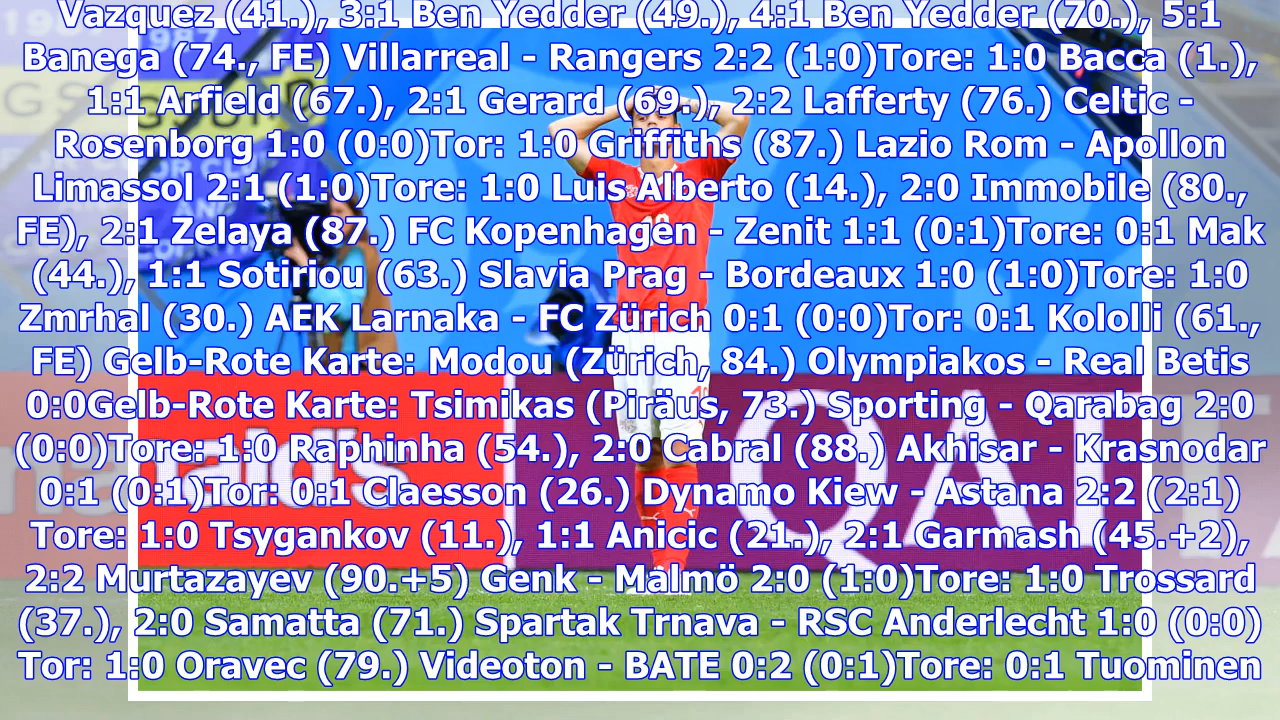 Vazquez (41.), 3:1 Ben Yedder (49.), 4:1 Ben Yedder (70.), 5:1
Banega (74., FE) Villarreal - Rangers 2:2 (1:0)Tore: 1:0 Bacca (1.),
1:1 Arfield (67.), 2:1 Gerard (69.), 2:2 Lafferty (76.) Celtic -
Rosenborg 1:0 (0:0)Tor: 1:0 Griffiths (87.) Lazio Rom - Apollon
Limassol 2:1 (1:0)Tore: 1:0 Luis Alberto (14.), 2:0 Immobile (80.,
FE), 2:1 Zelaya (87.) FC Kopenhagen - Zenit 1:1 (0:1)Tore: 0:1 Mak
(44.), 1:1 Sotiriou (63.) Slavia Prag - Bordeaux 1:0 (1:0)Tore: 1:0
Zmrhal (30.) AEK Larnaka - FC Zürich 0:1 (0:0)Tor: 0:1 Kololli (61.,
FE) Gelb-Rote Karte: Modou (Zürich, 84.) Olympiakos - Real Betis
0:0Gelb-Rote Karte: Tsimikas (Piräus, 73.) Sporting - Qarabag 2:0
(0:0)Tore: 1:0 Raphinha (54.), 2:0 Cabral (88.) Akhisar - Krasnodar
0:1 (0:1)Tor: 0:1 Claesson (26.) Dynamo Kiew - Astana 2:2 (2:1)
Tore: 1:0 Tsygankov (11.), 1:1 Anicic (21.), 2:1 Garmash (45.+2),
2:2 Murtazayev (90.+5) Genk - Malmö 2:0 (1:0)Tore: 1:0 Trossard
(37.), 2:0 Samatta (71.) Spartak Trnava - RSC Anderlecht 1:0 (0:0)
Tor: 1:0 Oravec (79.) Videoton - BATE 0:2 (0:1)Tore: 0:1 Tuominen